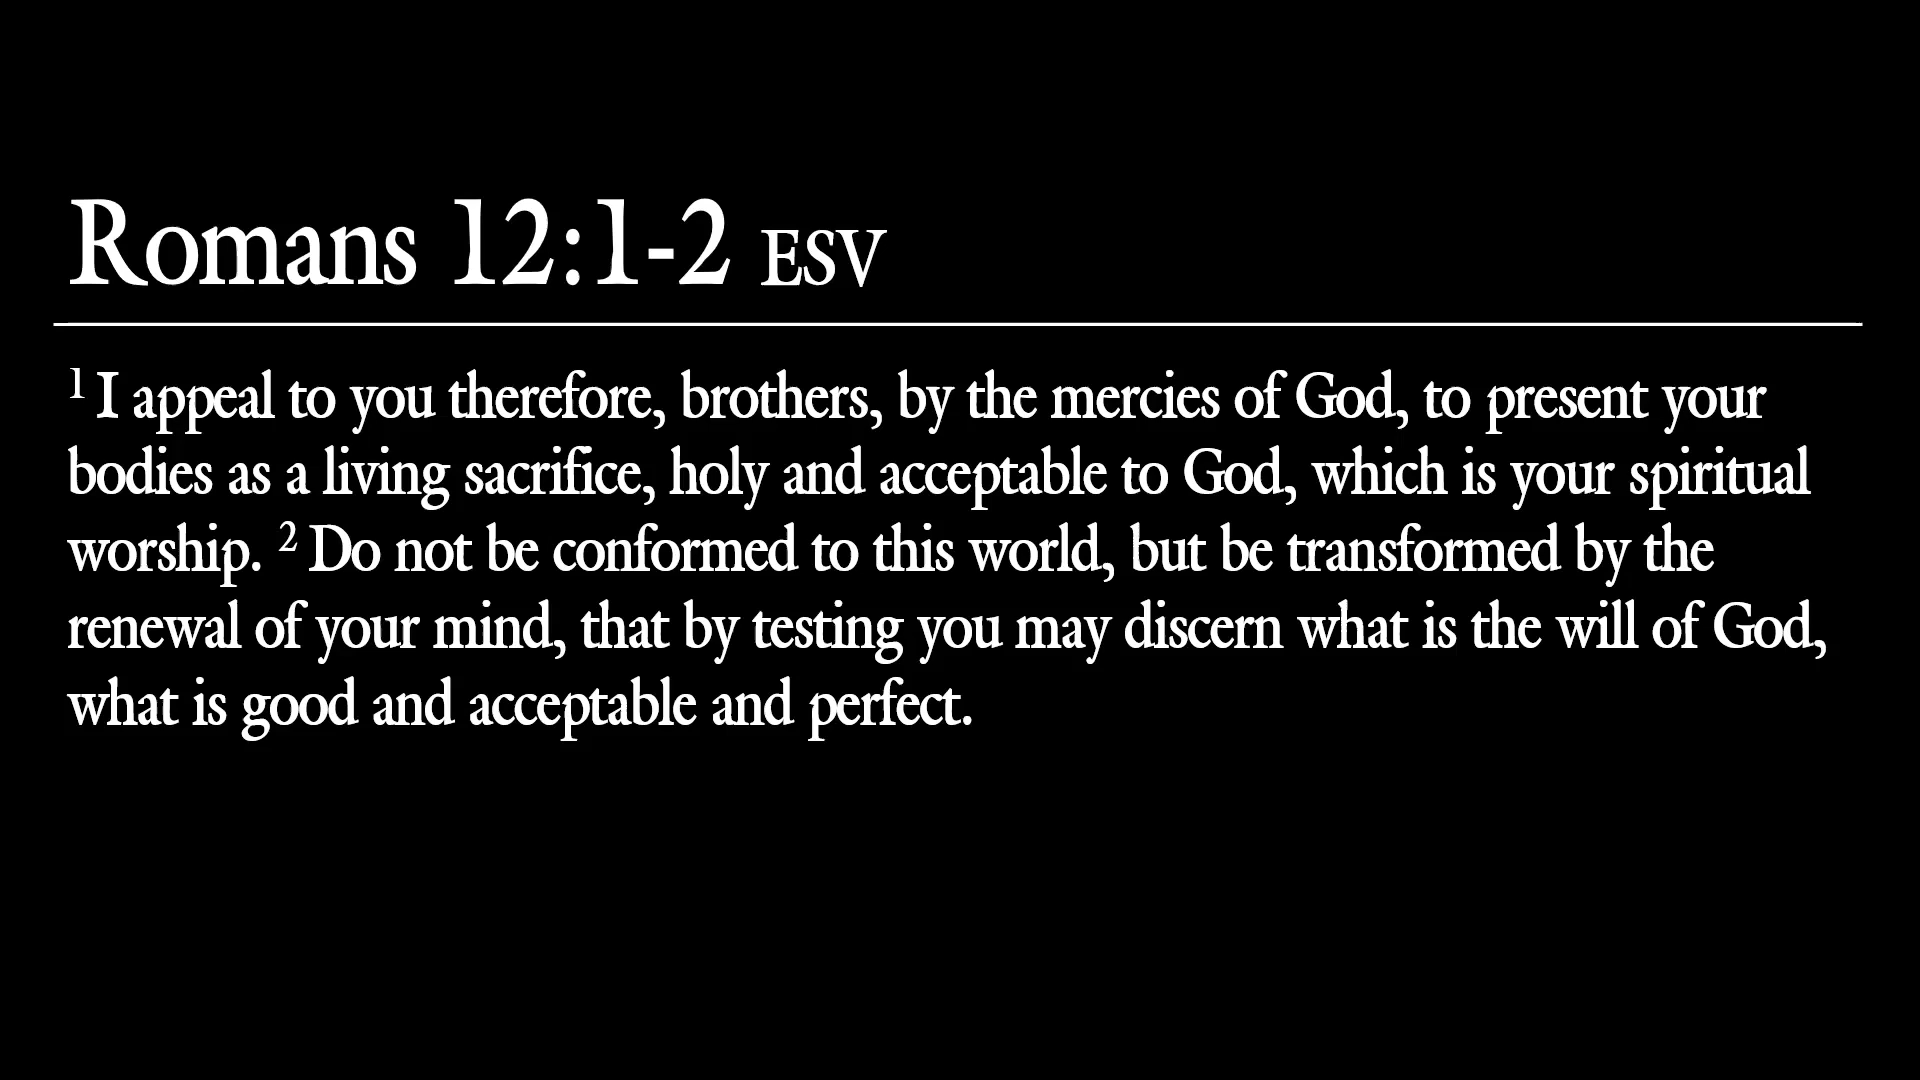 Romans 12:1-2 ESV
1 I appeal to you therefore, brothers, by the mercies of God, to present your
bodies as a living sacrifice, holy and acceptable to God, which is your spiritual
worship. 2 Do not be conformed to this world, but be transformed by the
renewal of your mind, that by testing you may discern what is the will of God,
what is good and acceptable and perfect.